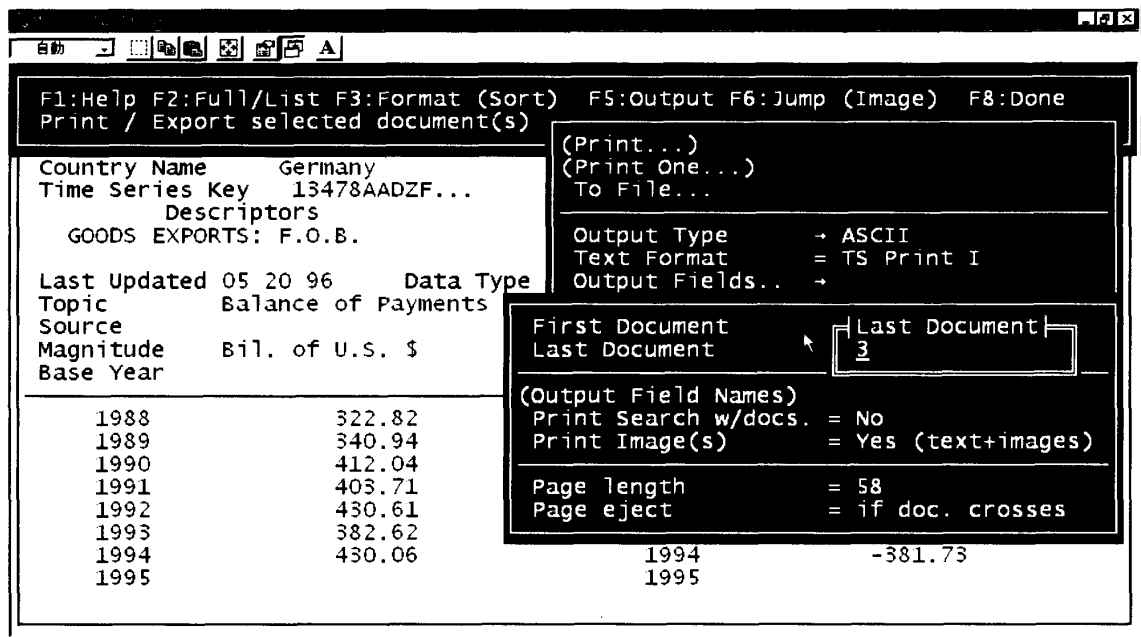 自動 A
F1:Help F2:Full/List F3:Format (Sort) F5:Output F6:Jump (Image) F8:Done
Print / Export selected document(s)
(Print...)
(Print One...)
To File...
Output Type → ASCII
Text Format = TS Print I
Output Fields.. →
Country Name Germany
Time Series Key 13478AADZF...
Descriptors
GOODS EXPORTS: F.O.B.
Last Updated 05 20 96 Data Type
Topic Balance of Payments
Source
Magnitude Bil. of U.S. $
Base Year
First Document
Last Document
Last Document
3
(Output Field Names)
Print Search w/docs. = No
Print Image(s) = Yes (text+images)
Page length = 58
Page eject = if doc. crosses
1988 322.82
1989 340.94
1990 412.04
1991 403.71
1992 430.61
1993 382.62
1994 430.06 1994 -381.73
1995 1995